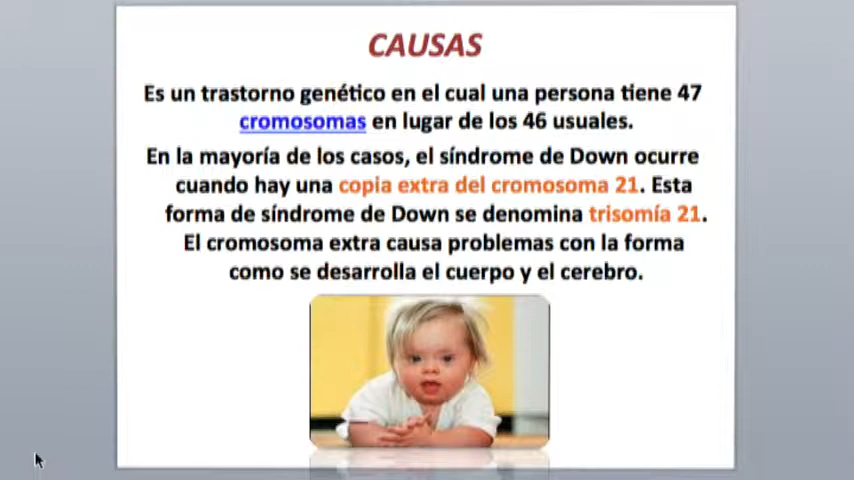 CAUSAS
Es un trastorno genético en el cual una persona tiene 47
cromosomas en lugar de los 46 usuales.
En la mayoría de los casos, el síndrome de Down ocurre
cuando hay una copia extra del cromosoma 21. Esta
forma de síndrome de Down se denomina trisomía 21.
El cromosoma extra causa problemas con la forma
como se desarrolla el cuerpo y el cerebro.